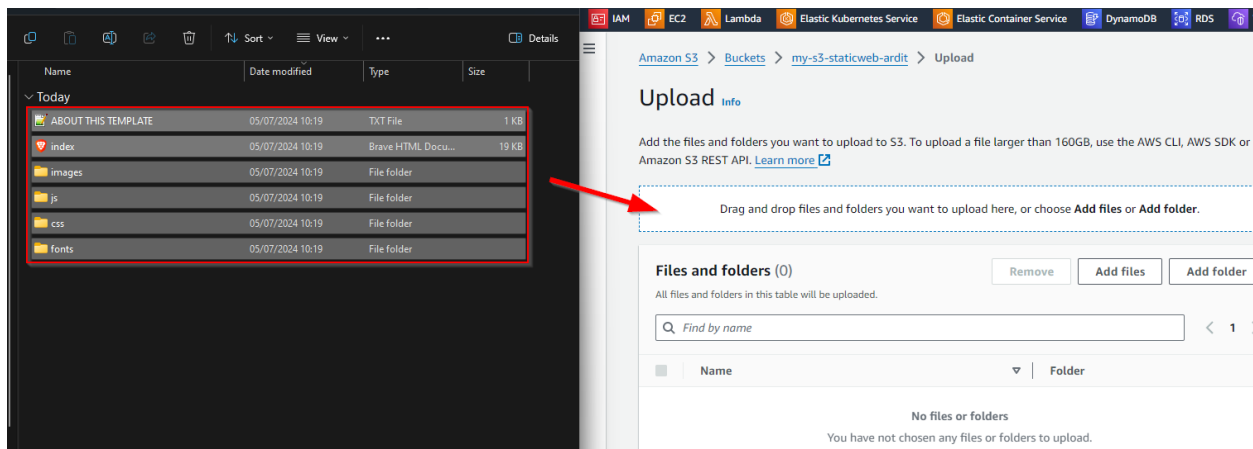 Sort
View
Details
Name Date modified Type Size
Today
ABOUT THIS TEMPLATE 05/07/2024 10:19 TXT File 1 KB
index 05/07/2024 10:19 Brave HTML Docu... 19 KB
images 05/07/2024 10:19 File folder
js 05/07/2024 10:19 File folder
css 05/07/2024 10:19 File folder
fonts 05/07/2024 10:19 File folder
IAM EC2 Lambda Elastic Kubernetes Service Elastic Container Service DynamoDB RDS
Amazon S3 > Buckets > my-s3-staticweb-ardit > Upload
Upload Info
Add the files and folders you want to upload to S3. To upload a file larger than 160GB, use the AWS CLI, AWS SDK or
Amazon S3 REST API. Learn more
Drag and drop files and folders you want to upload here, or choose Add files or Add folder.
Files and folders (0)
Remove Add files Add folder
All files and folders in this table will be uploaded.
Find by name
1
Name Folder
No files or folders
You have not chosen any files or folders to upload.